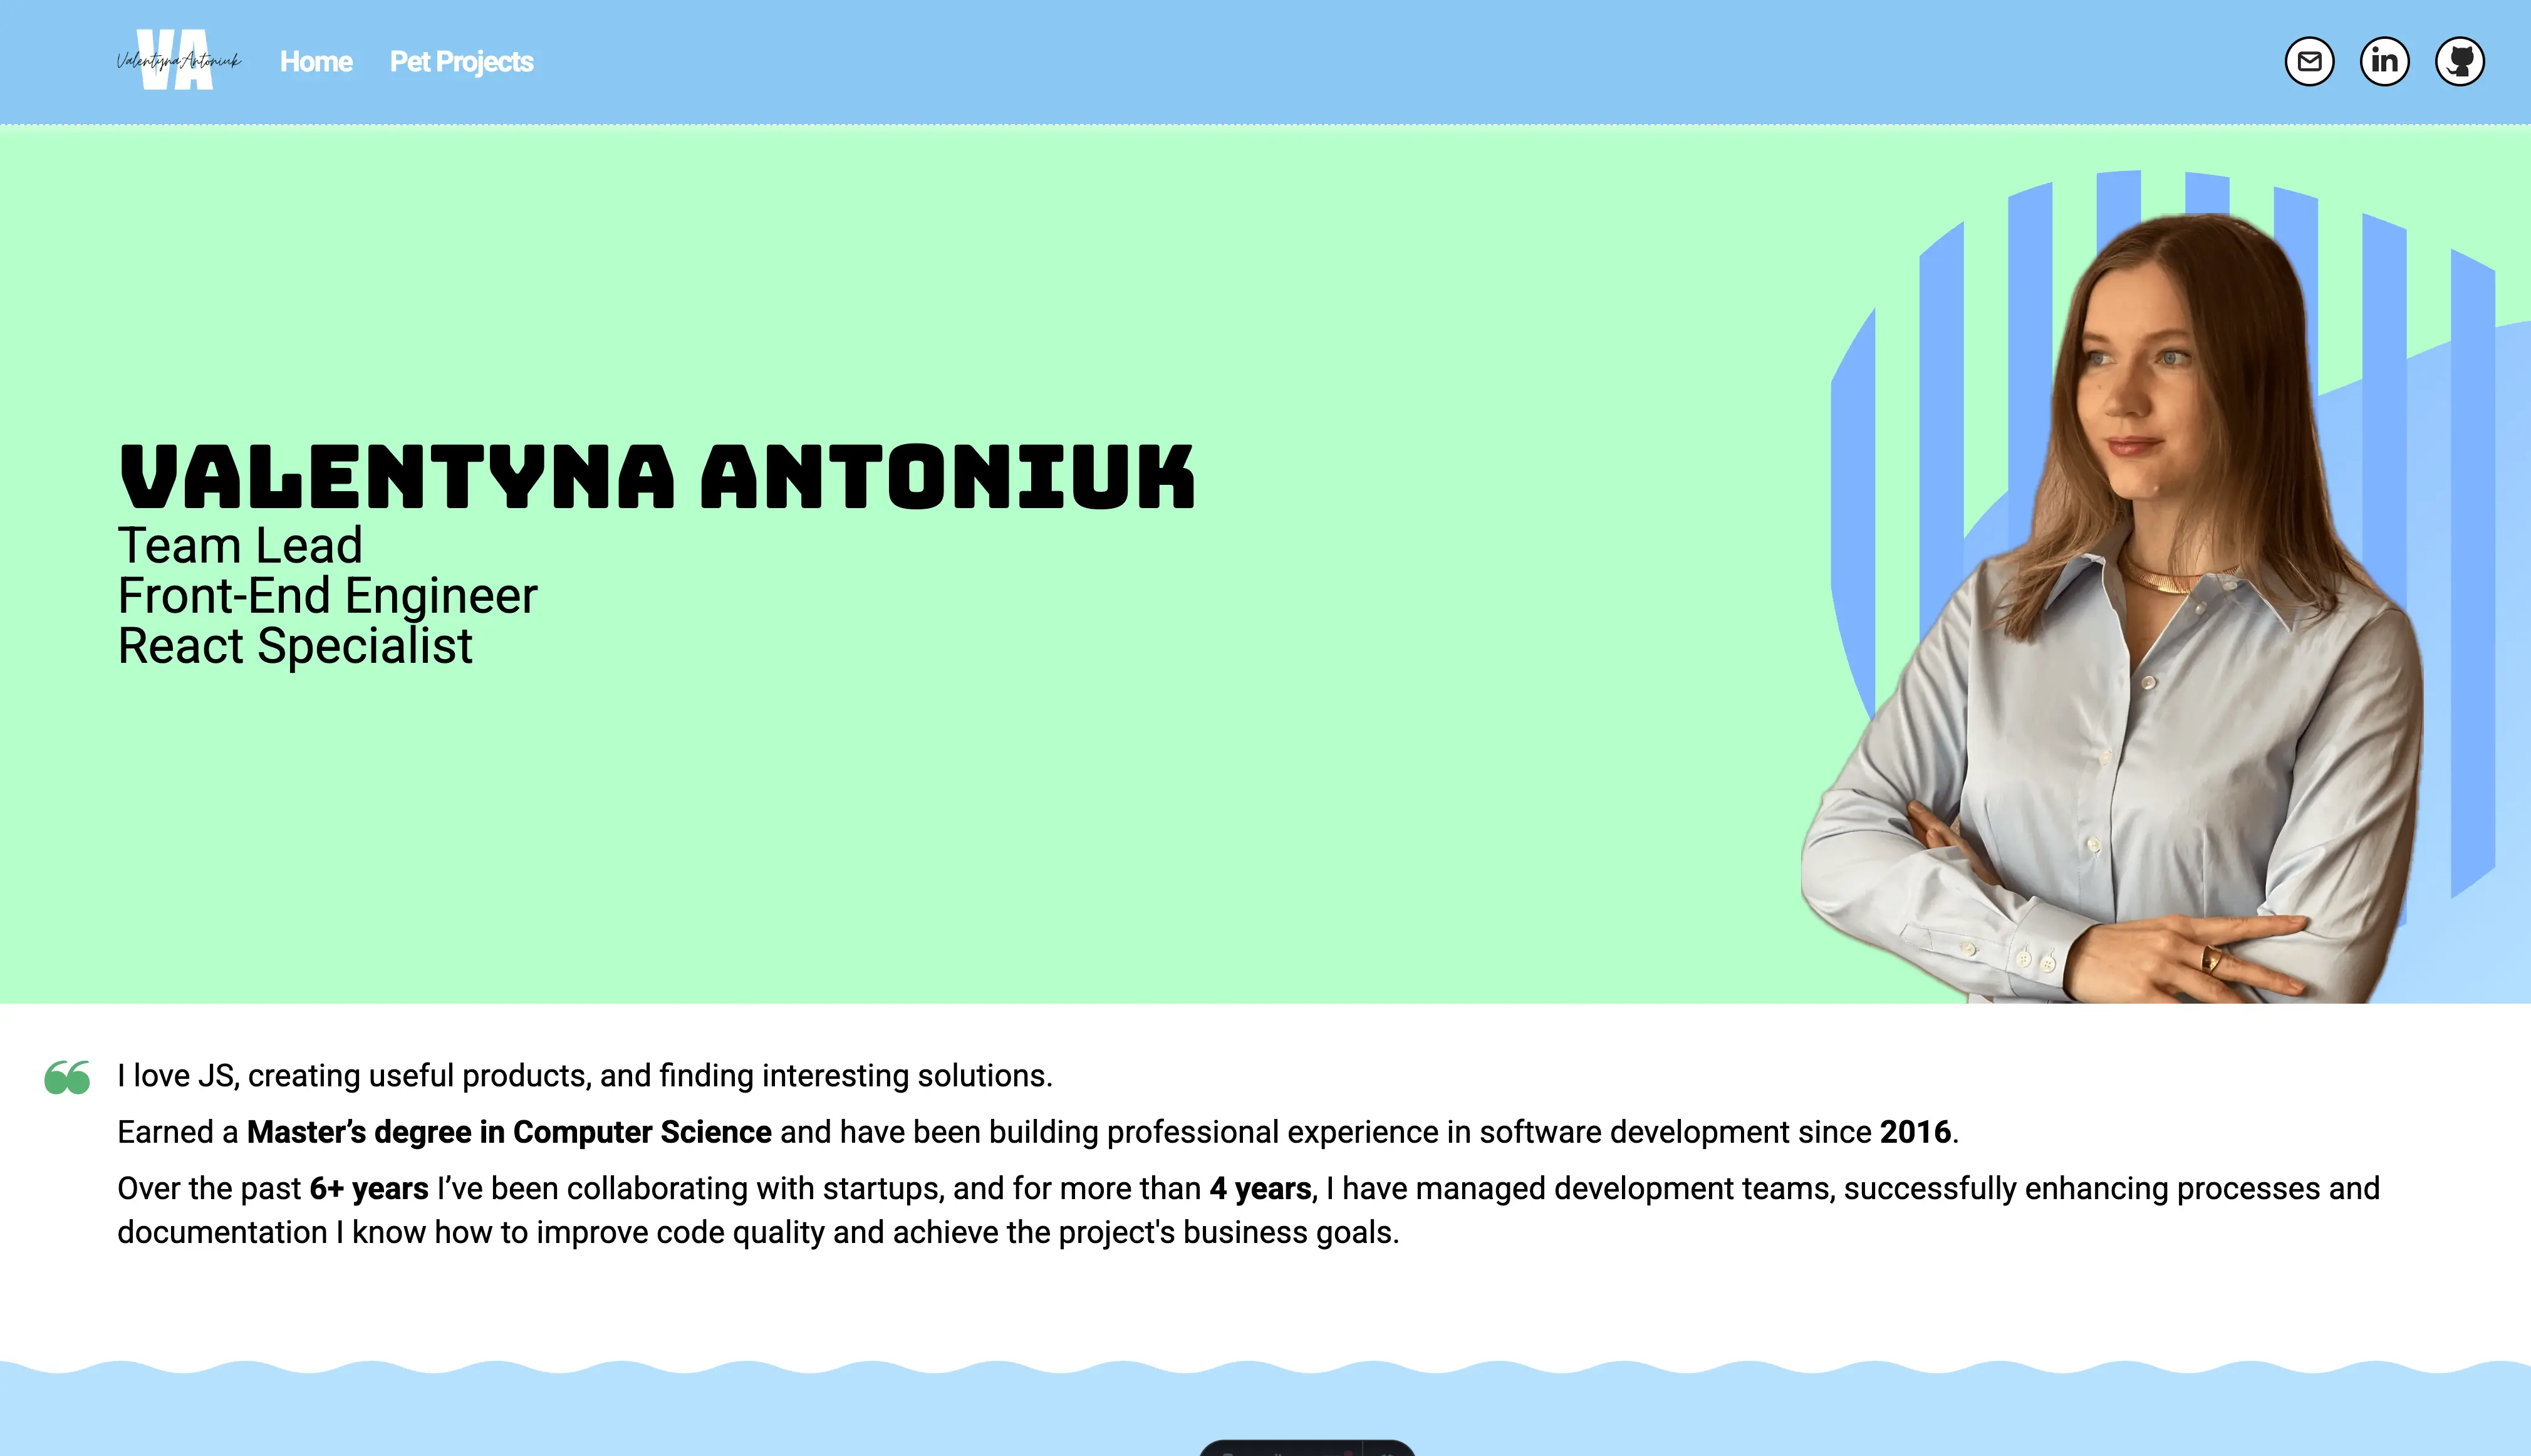 VA
ValentynaAntoniuk
Home
Pet Projects
in
VALENTYNA ANTONIUK
Team Lead
Front-End Engineer
React Specialist
I love JS, creating useful products, and finding interesting solutions.
Earned a Master’s degree in Computer Science and have been building professional experience in software development since 2016.
Over the past 6+ years I’ve been collaborating with startups, and for more than 4 years, I have managed development teams, successfully enhancing processes and
documentation I know how to improve code quality and achieve the project's business goals.